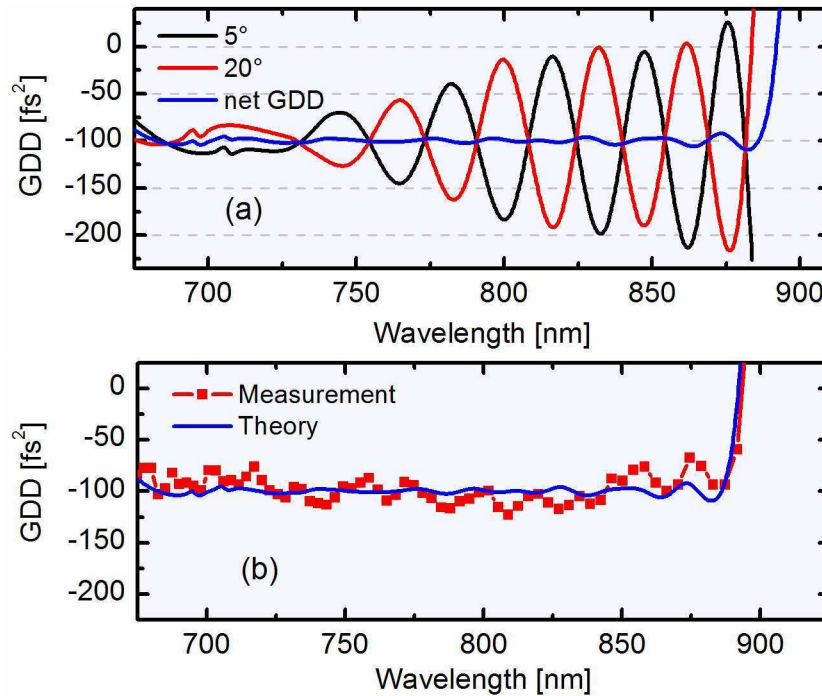 0
-50
-100
-150
-200
GDD [fs²]
5°
20°
net GDD
(a)
700 750 800 850 900
Wavelength [nm]
0
-50
-100
-150
-200
GDD [fs²]
Measurement
Theory
(b)
700 750 800 850 900
Wavelength [nm]